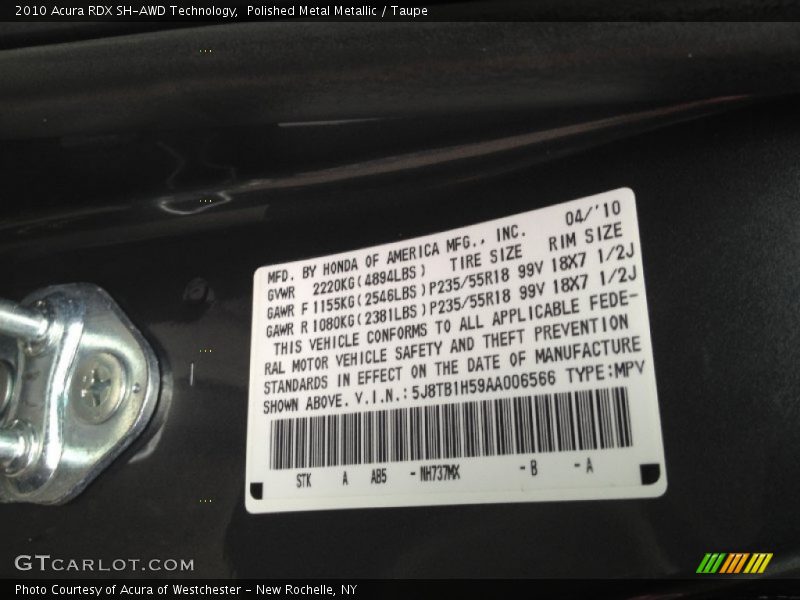 2010 Acura RDX SH-AWD Technology,  Polished Metal Metallic / Taupe
04/'10
MFD. BY HONDA OF AMERICA MFG., INC.
GVWR 2220KG(4894LBS) TIRE SIZE RIM SIZE
GAWR F 1155KG(2546LBS)P235/55R18 99V 18X7 1/2J
GAWR R 1080KG(2381LBS)P235/55R18 99V 18X7 1/2J
THIS VEHICLE CONFORMS TO ALL APPLICABLE FEDE-
RAL MOTOR VEHICLE SAFETY AND THEFT PREVENTION
STANDARDS IN EFFECT ON THE DATE OF MANUFACTURE
SHOWN ABOVE. V.I.N.:5J8TB1H59AA006566 TYPE:MPV
STK A AB5 -NH737MX -B -A
GTCARLOT.COM
Photo Courtesy of Acura of Westchester - New Rochelle, NY